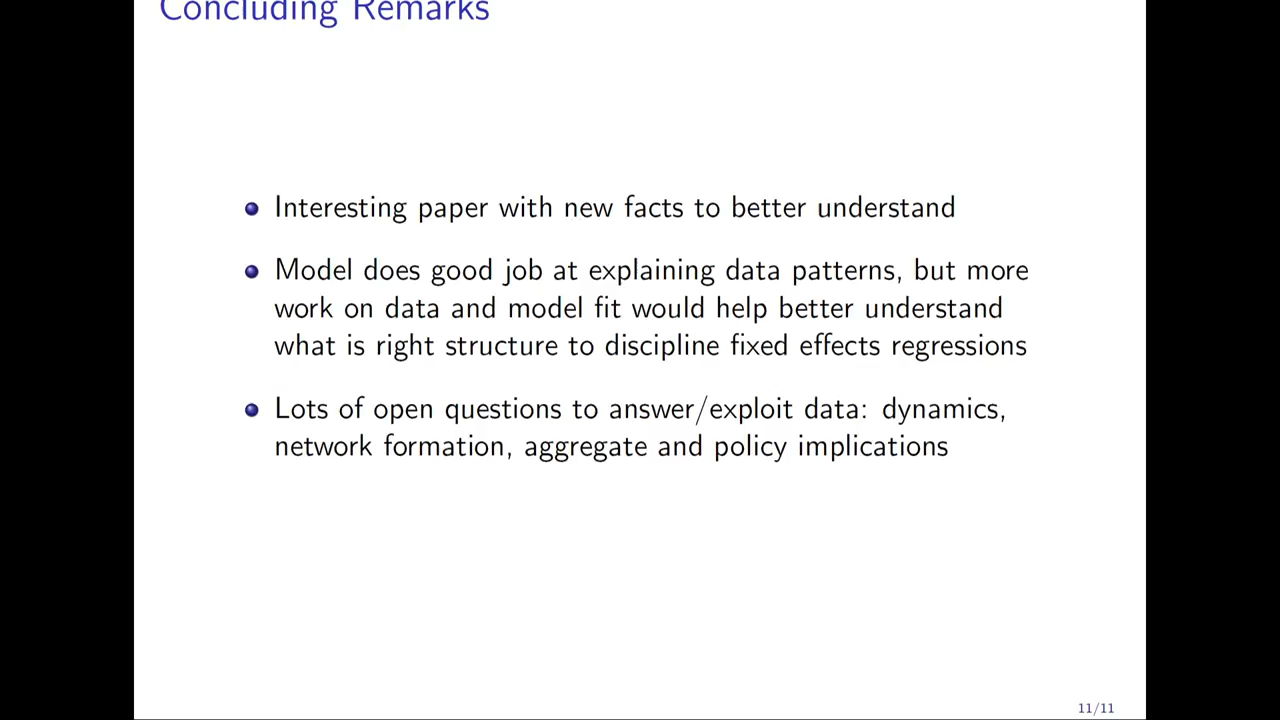 Concluding Remarks
Interesting paper with new facts to better understand
Model does good job at explaining data patterns, but more
work on data and model fit would help better understand
what is right structure to discipline fixed effects regressions
Lots of open questions to answer/exploit data: dynamics,
network formation, aggregate and policy implications
11/11